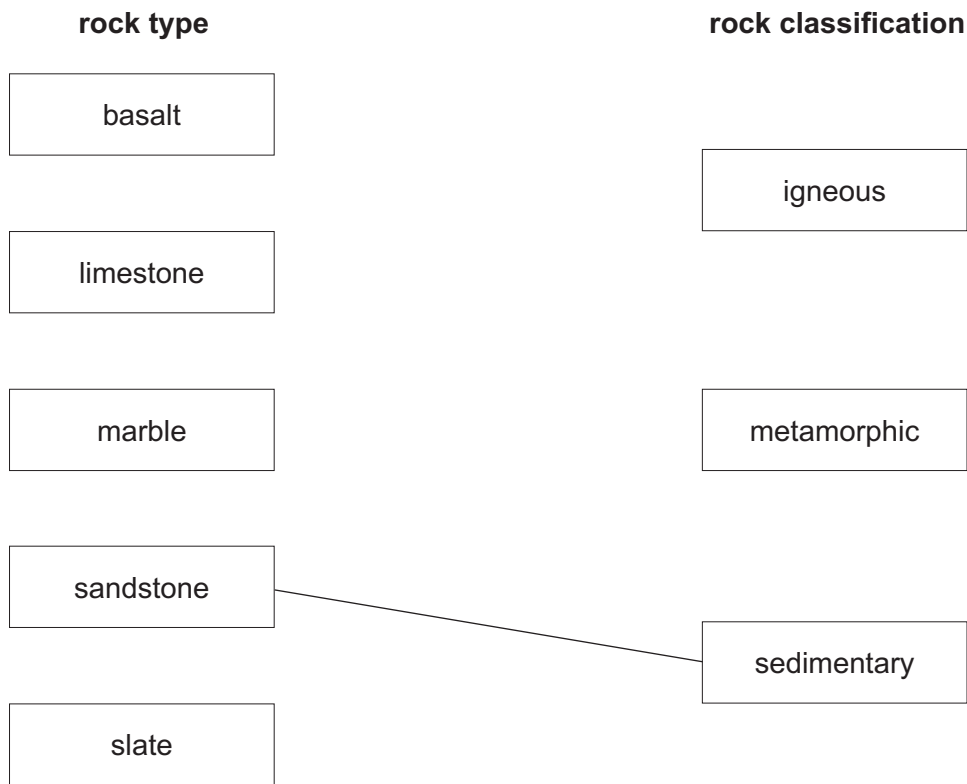 rock type
rock classification
basalt
igneous
limestone
marble
metamorphic
sandstone
sedimentary
slate